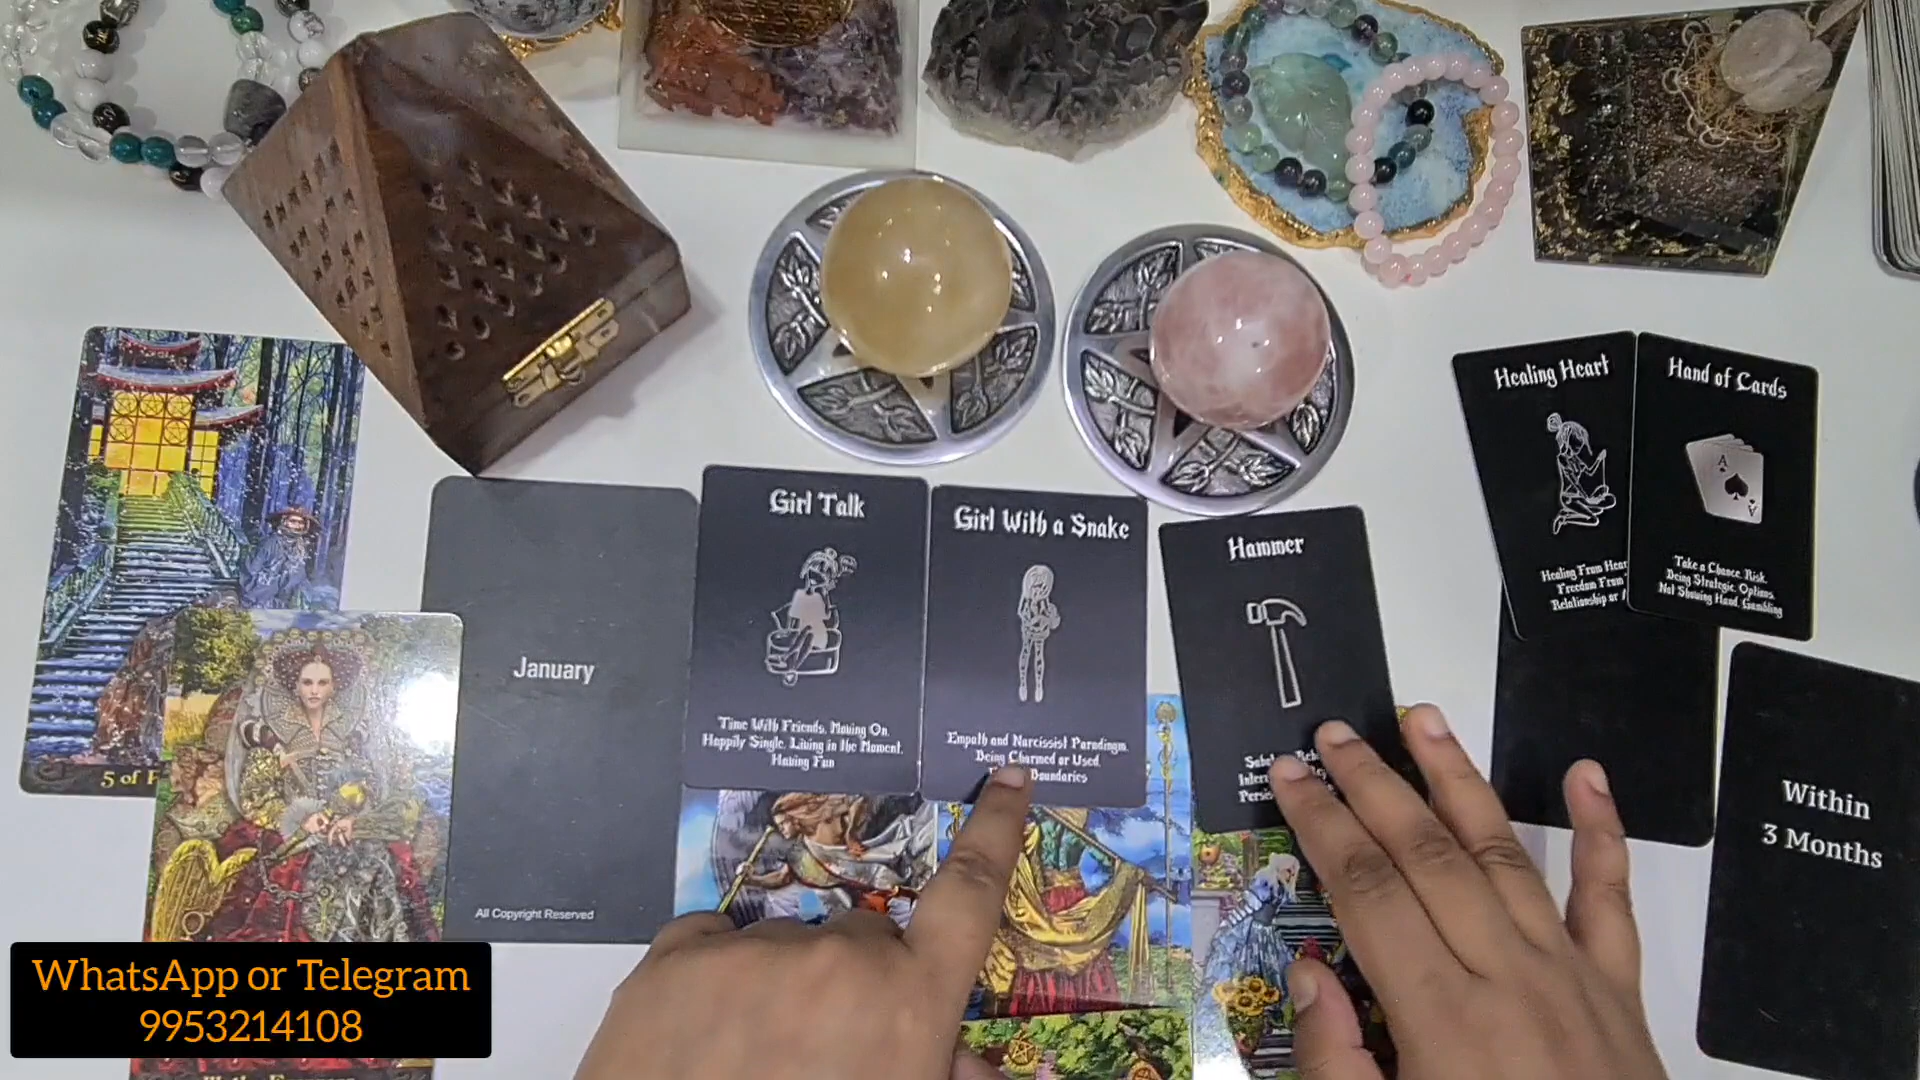 Healing Heart
Healing From
Freedom From
Relationship or
Hand of Cards
Take a Chance, Risk,
Being Strategic, Options,
Not Showing Hand, Gambling
Girl Talk
Time With Friends, Moving On,
Happily Single, Living in the Moment,
Having Fun
Girl With a Snake
Empath and Narcissist Paradigm,
Being Charmed or Used,
Boundaries
Hammer
January
All Copyright Reserved
Within
3 Months
5 of
WhatsApp or Telegram
9953214108